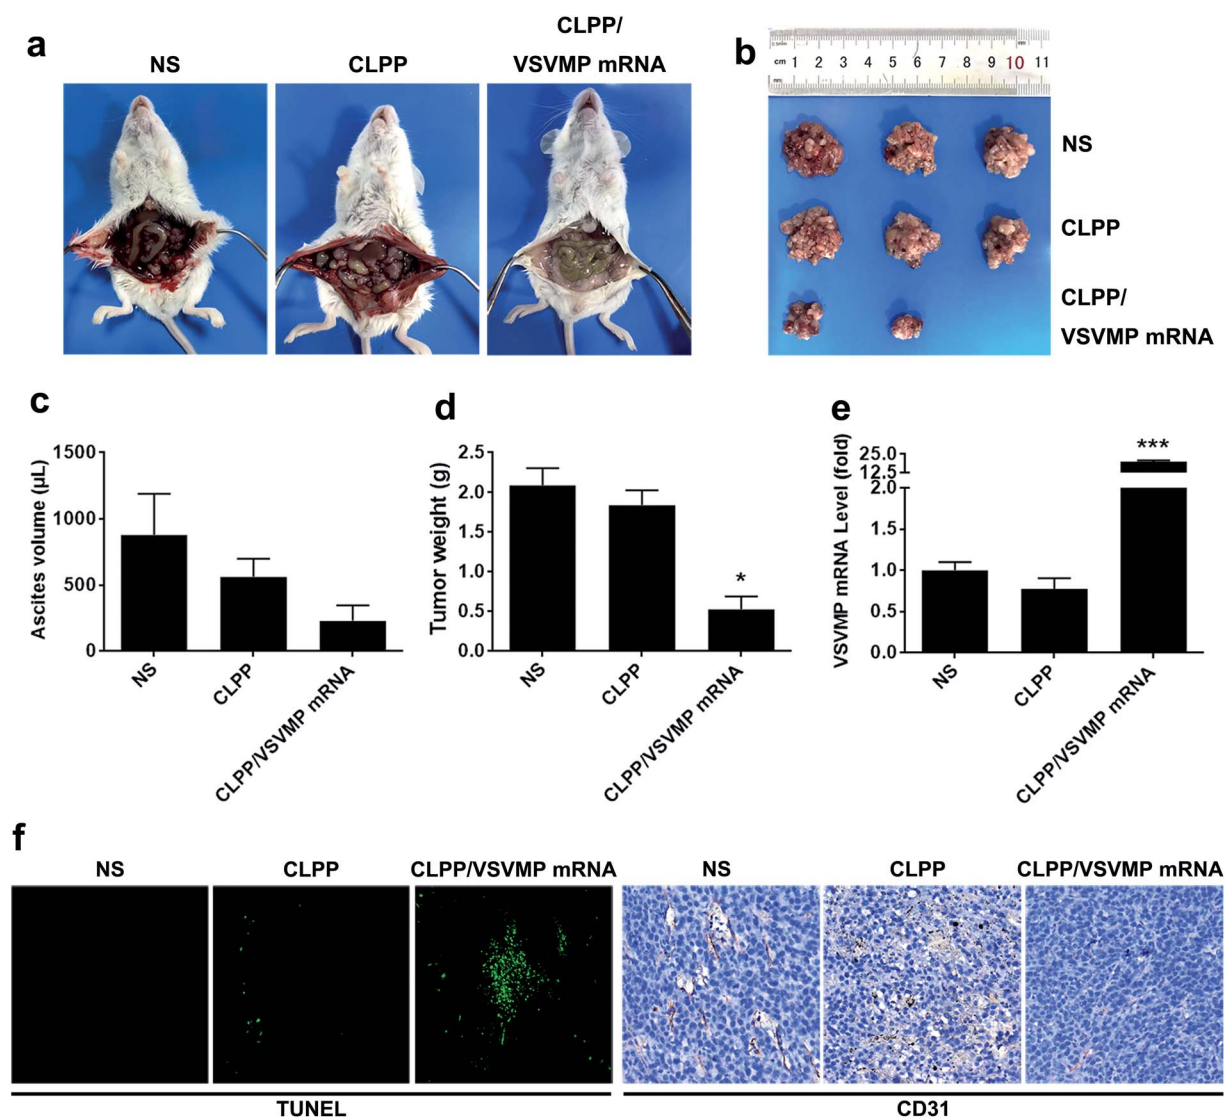 a
NS
CLPP
CLPP/
VSVMP mRNA
b
0.5mm
mm
cm 1 2 3 4 5 6 7 8 9 10 11
mm
NS
CLPP
CLPP/
VSVMP mRNA
c
Ascites volume (μL)
1500
1000
500
0
NS
CLPP
CLPP/VSVMP mRNA
d
Tumor weight (g)
2.5
2.0
1.5
1.0
0.5
0.0
*
NS
CLPP
CLPP/VSVMP mRNA
e
VSVMP mRNA Level (fold)
25.0
12.5
2.0
1.5
1.0
0.5
0.0
***
NS
CLPP
CLPP/VSVMP mRNA
f
NS
CLPP
CLPP/VSVMP mRNA
NS
CLPP
CLPP/VSVMP mRNA
TUNEL
CD31